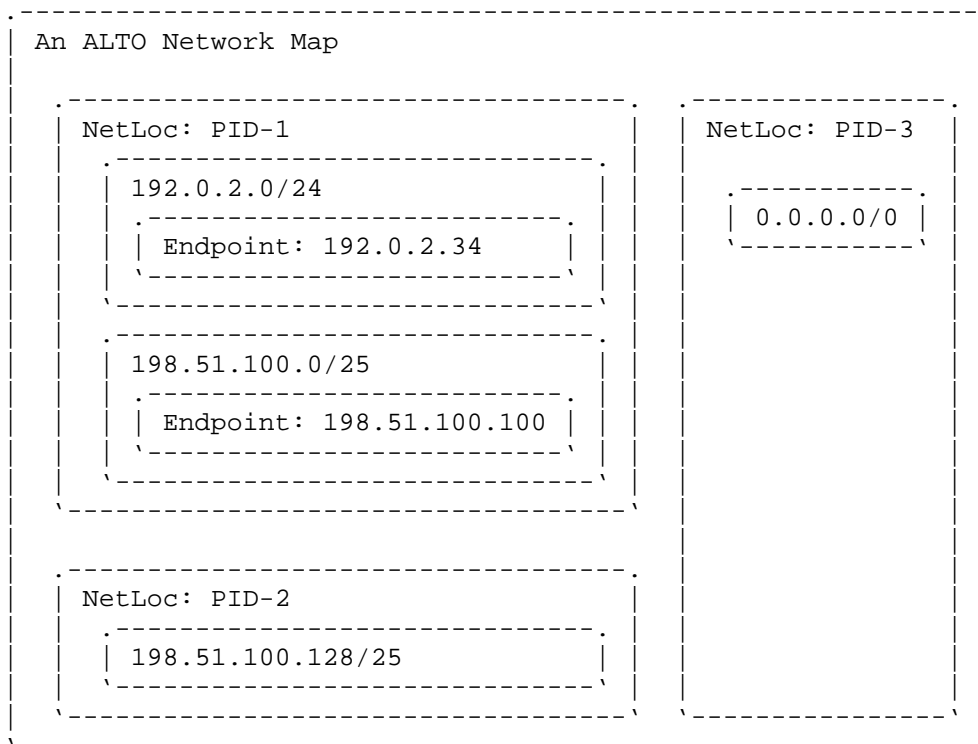 An ALTO Network Map
NetLoc: PID-1
192.0.2.0/24
Endpoint: 192.0.2.34
198.51.100.0/25
Endpoint: 198.51.100.100
NetLoc: PID-2
198.51.100.128/25
NetLoc: PID-3
0.0.0.0/0